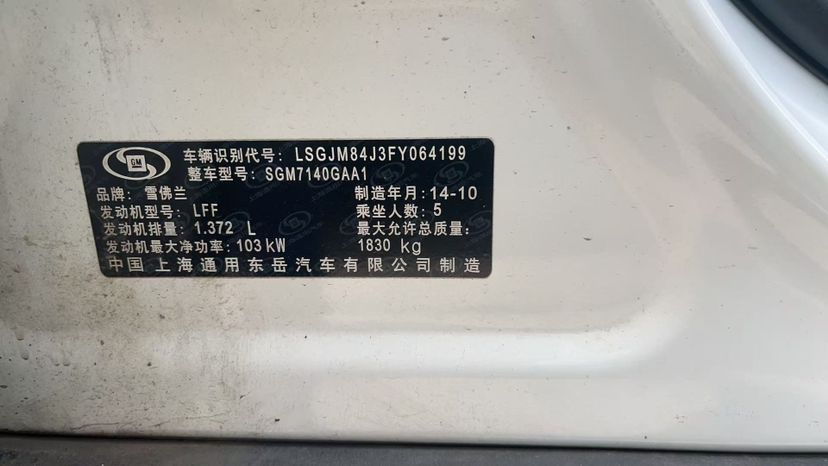 GM
车辆识别代号: LSGJM84J3FY064199
整车型号: SGM7140GAA1
品牌: 雪佛兰 制造年月: 14-10
发动机型号: LFF 乘坐人数: 5
发动机排量: 1.372 L 最大允许总质量:
发动机最大净功率: 103 kW 1830 kg
中国上海通用东岳汽车有限公司制造